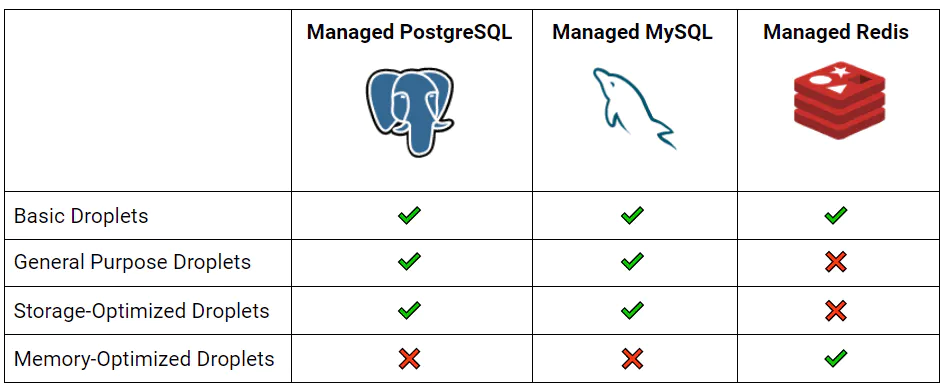 Managed PostgreSQL
Managed MySQL
Managed Redis
Basic Droplets
General Purpose Droplets
Storage-Optimized Droplets
Memory-Optimized Droplets